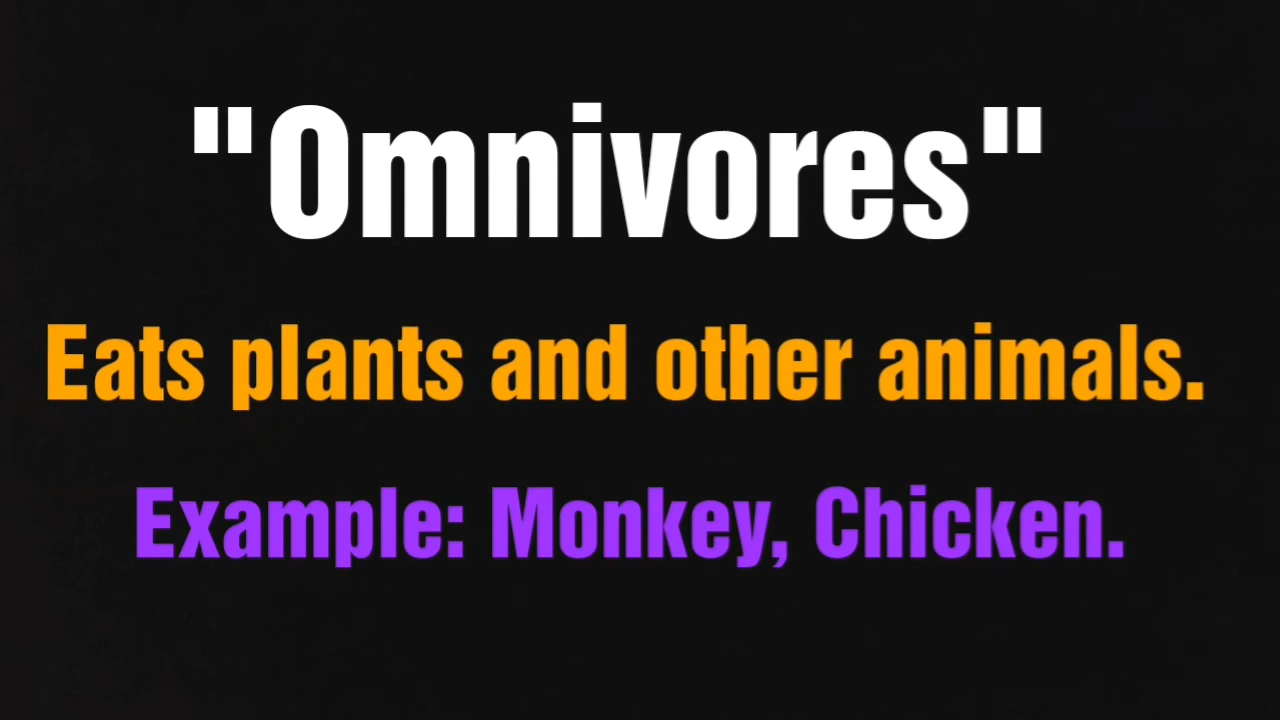 "Omnivores"
Eats plants and other animals.
Example: Monkey, Chicken.